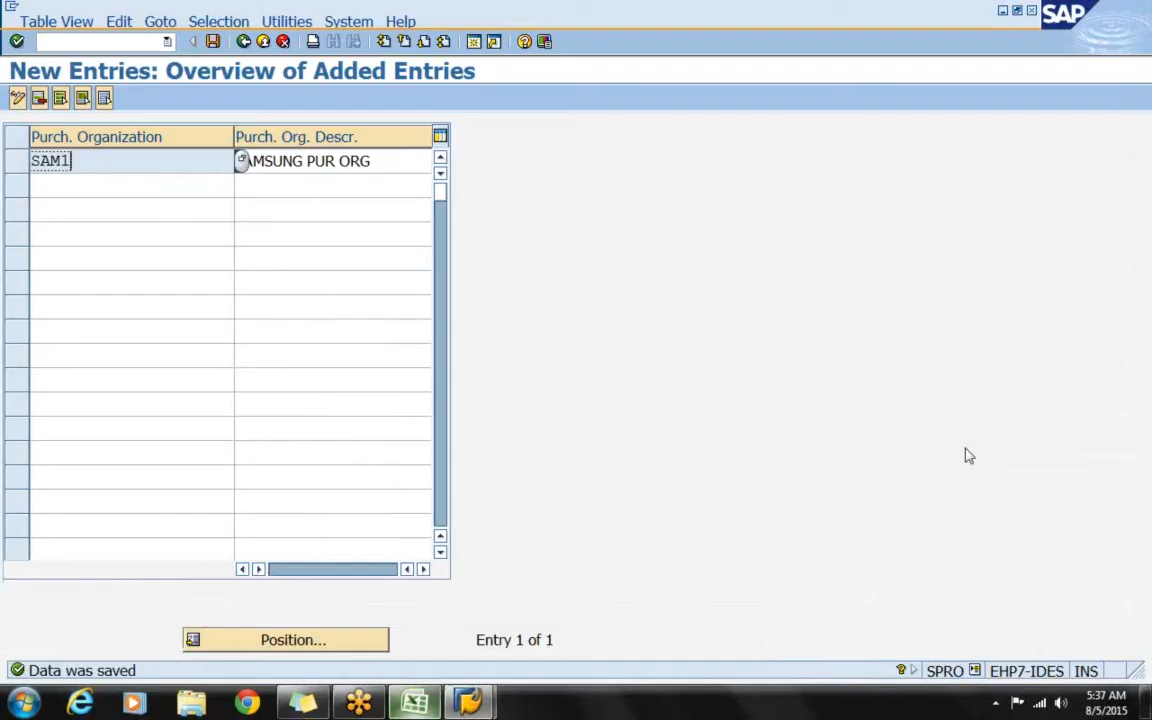 Table View Edit Goto Selection Utilities System Help
SAP
New Entries: Overview of Added Entries
Purch. Organization Purch. Org. Descr.
SAM1 AMSUNG PUR ORG
Position... Entry 1 of 1
Data was saved SPRO EHP7-IDES INS
5:37 AM
8/5/2015